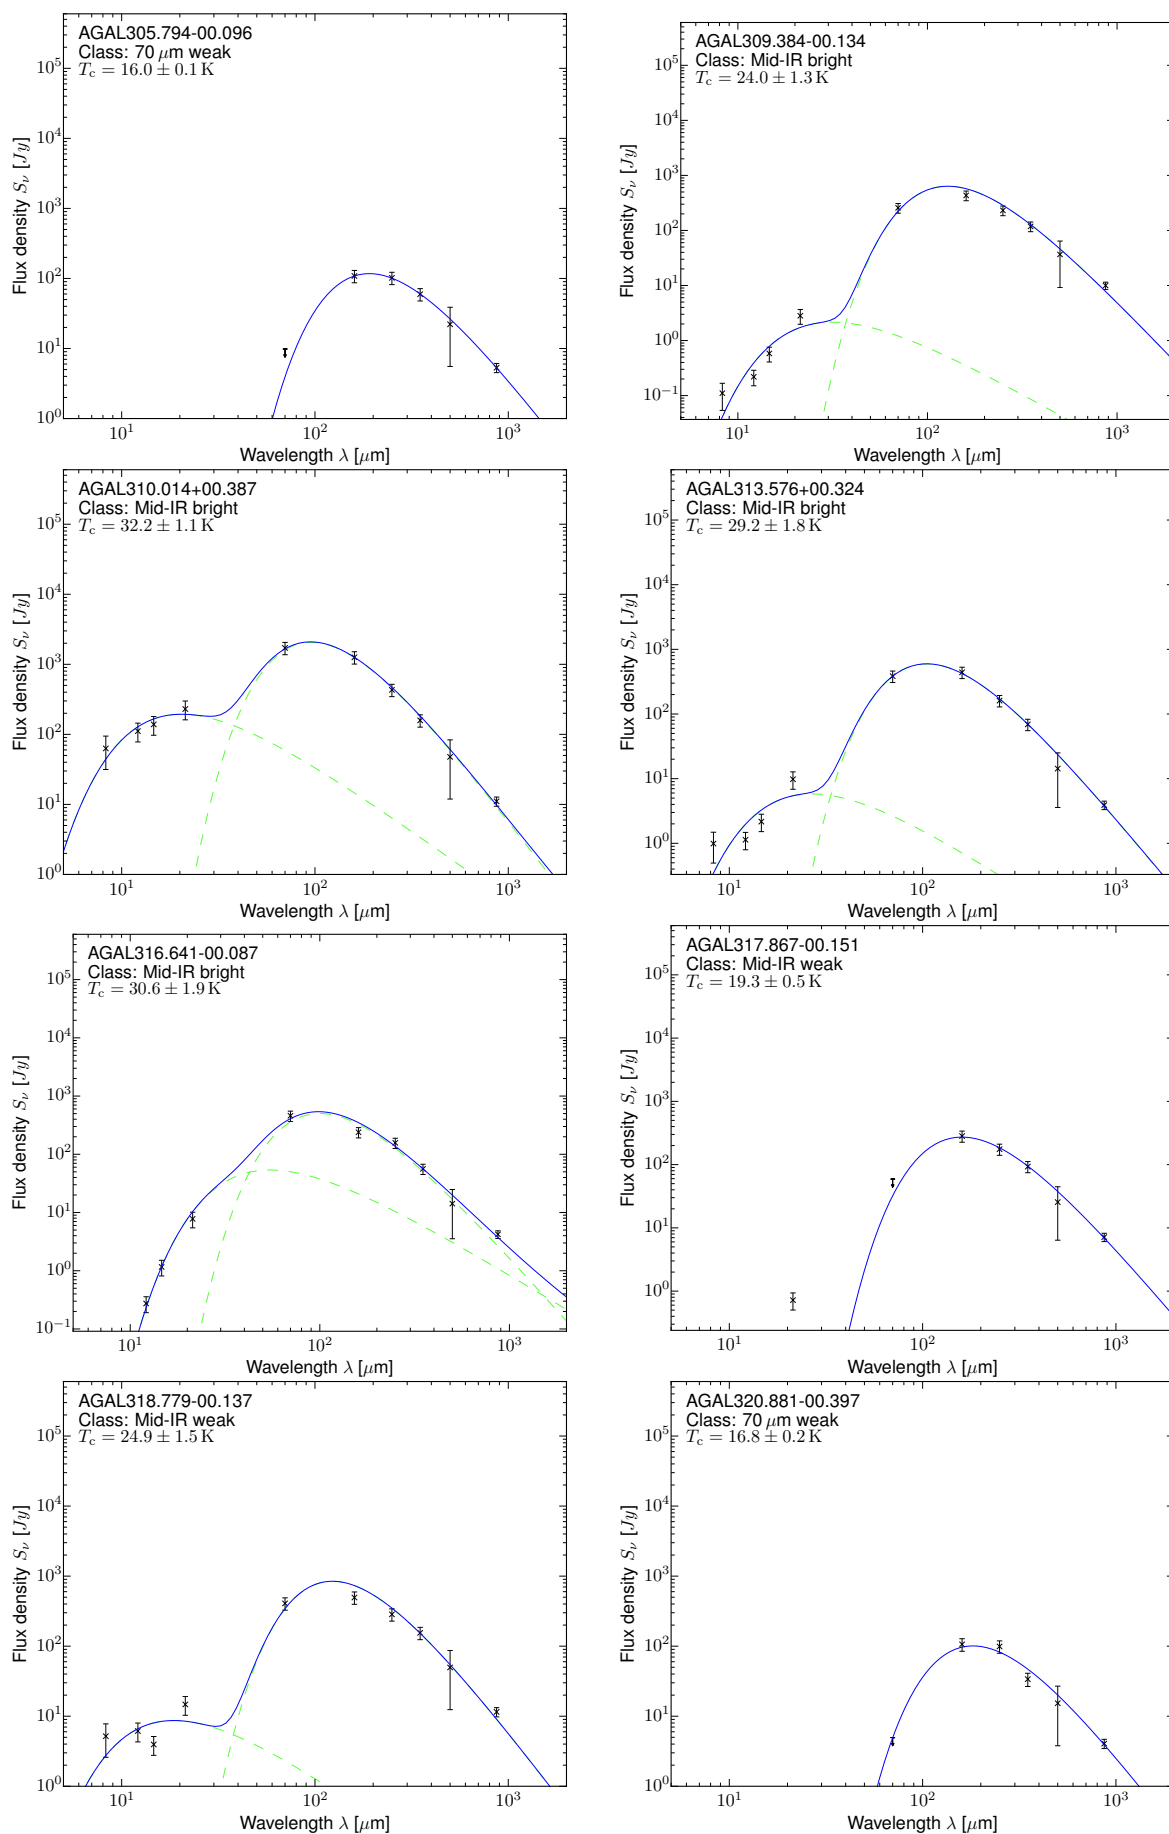 AGAL305.794-00.096
Class: 70 μm weak
T_c = 16.0 ± 0.1 K
Flux density S_ν [Jy]
10^5
10^4
10^3
10^2
10^1
10^0
10^1 10^2 10^3
Wavelength λ [μm]
AGAL309.384-00.134
Class: Mid-IR bright
T_c = 24.0 ± 1.3 K
Flux density S_ν [Jy]
10^5
10^4
10^3
10^2
10^1
10^0
10^−1
10^1 10^2 10^3
Wavelength λ [μm]
AGAL310.014+00.387
Class: Mid-IR bright
T_c = 32.2 ± 1.1 K
Flux density S_ν [Jy]
10^5
10^4
10^3
10^2
10^1
10^0
10^1 10^2 10^3
Wavelength λ [μm]
AGAL313.576+00.324
Class: Mid-IR bright
T_c = 29.2 ± 1.8 K
Flux density S_ν [Jy]
10^5
10^4
10^3
10^2
10^1
10^0
10^1 10^2 10^3
Wavelength λ [μm]
AGAL316.641-00.087
Class: Mid-IR bright
T_c = 30.6 ± 1.9 K
Flux density S_ν [Jy]
10^5
10^4
10^3
10^2
10^1
10^0
10^−1
10^1 10^2 10^3
Wavelength λ [μm]
AGAL317.867-00.151
Class: Mid-IR weak
T_c = 19.3 ± 0.5 K
Flux density S_ν [Jy]
10^5
10^4
10^3
10^2
10^1
10^0
10^1 10^2 10^3
Wavelength λ [μm]
AGAL318.779-00.137
Class: Mid-IR weak
T_c = 24.9 ± 1.5 K
Flux density S_ν [Jy]
10^5
10^4
10^3
10^2
10^1
10^0
10^1 10^2 10^3
Wavelength λ [μm]
AGAL320.881-00.397
Class: 70 μm weak
T_c = 16.8 ± 0.2 K
Flux density S_ν [Jy]
10^5
10^4
10^3
10^2
10^1
10^0
10^1 10^2 10^3
Wavelength λ [μm]